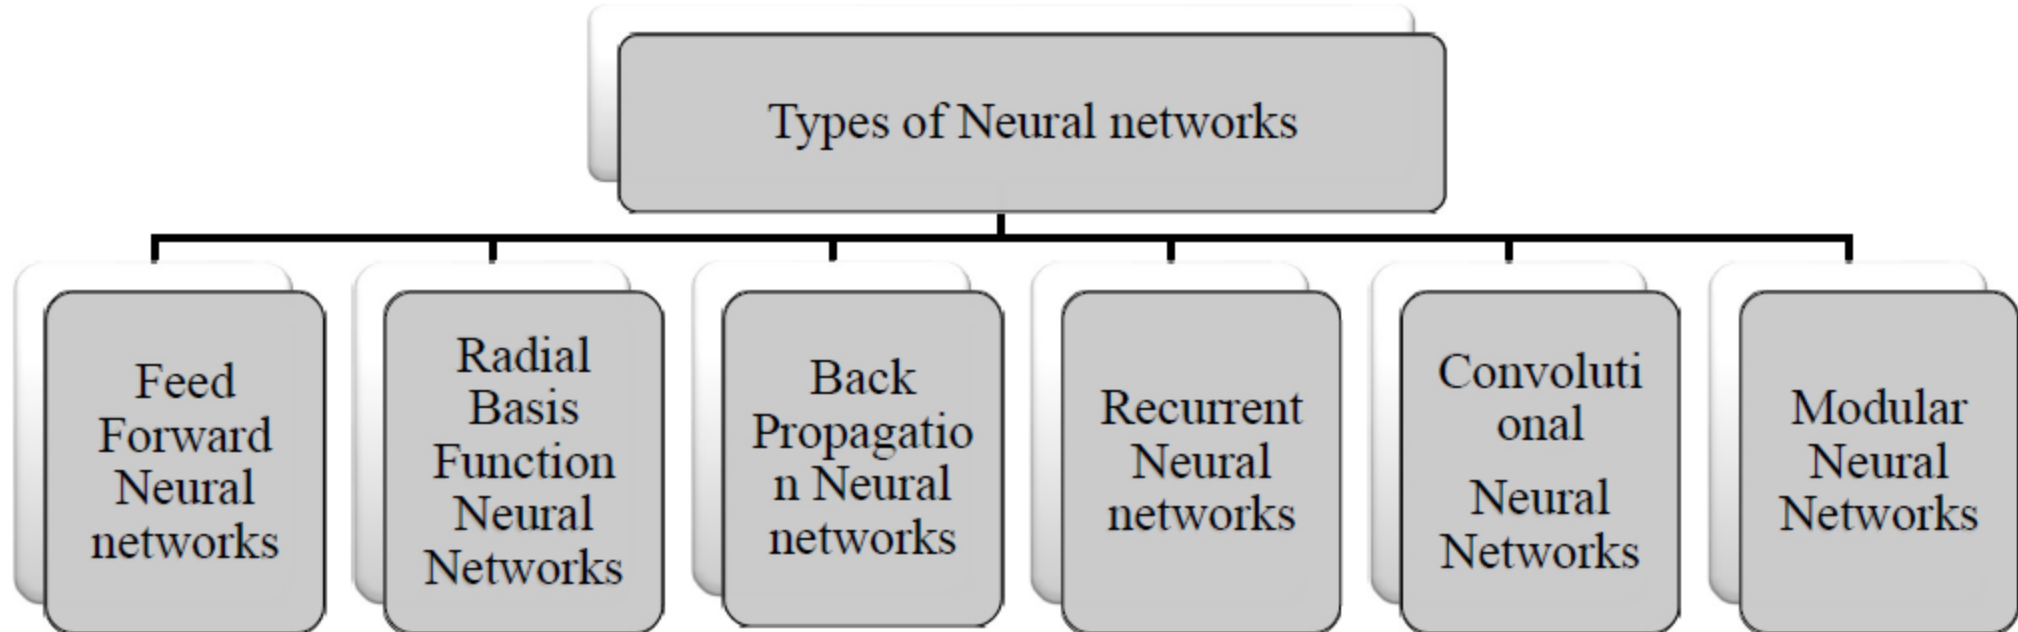 Types of Neural networks
Feed
Forward
Neural
networks
Radial
Basis
Function
Neural
Networks
Back
Propagatio
n Neural
networks
Recurrent
Neural
networks
Convoluti
onal
Neural
Networks
Modular
Neural
Networks